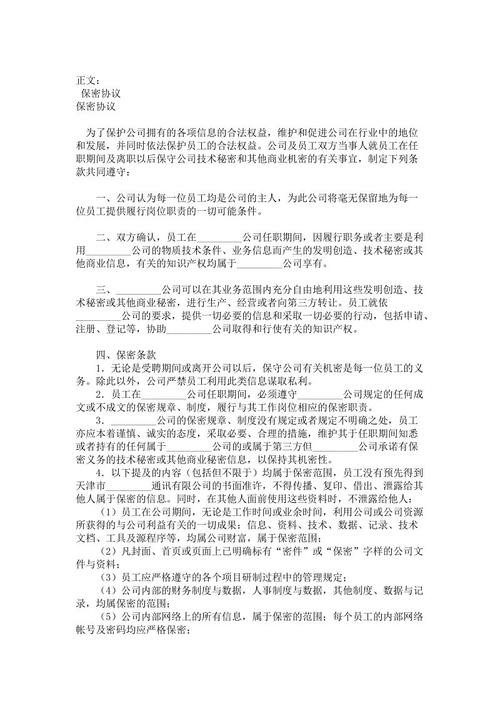 正文：
保密协议
保密协议
为了保护公司拥有的各项信息的合法权益，维护和促进公司在行业中的地位
和发展，并同时依法保护员工的合法权益。公司及员工双方当事人就员工在任
职期间及离职以后保守公司技术秘密和其他商业机密的有关事宜，制定下列条
款共同遵守：
一、公司认为每一位员工均是公司的主人，为此公司将毫无保留地为每一
位员工提供履行岗位职责的一切可能条件。
二、双方确认，员工在_________公司任职期间，因履行职务或者主要是利
用_________公司的物质技术条件、业务信息而产生的发明创造、技术秘密或其
他商业信息，有关的知识产权均属于_________公司享有。
三、_________公司可以在其业务范围内充分自由地利用这些发明创造、技
术秘密或其他商业秘密，进行生产、经营或者向第三方转让。员工就依
_________公司的要求，提供一切必要的信息和采取一切必要的行动，包括申请、
注册、登记等，协助_________公司取得和行使有关的知识产权。
四、保密条款
1．无论是受聘期间或离开公司以后，保守公司有关机密是每一位员工的义
务。除此以外，公司严禁员工利用此类信息谋取私利。
2．员工在_________公司任职期间，必须遵守_________公司规定的任何成
文或不成文的保密规章、制度，履行与其工作岗位相应的保密职责。
3．_________公司的保密规章、制度没有规定或者规定不明确之处，员工
亦应本着谨慎、诚实的态度，采取必要、合理的措施，维护其于任职期间知悉
或者持有的任何属于_________公司的或属于第三方但_________公司承诺有保
密义务的技术秘密或其他商业秘密信息，以保持其机密性。
4．以下提及的内容（包括但不限于）均属于保密范围，员工没有预先得到
天津市_________通讯有限公司的书面准许，不得传播、复印、借出、泄露给其
他人属于保密的信息。同时，在其他人面前使用这些资料时，不泄露给他人：
（1）员工在公司期间，无论是工作时间或业余时间，利用公司或公司资源
所获得的与公司利益有关的一切成果；信息、资料、技术、数据、记录、技术
文档、工具及源程序等，均属公司财富，属于保密范围；
（2）凡封面、首页或页面上已明确标有“密件”或“保密”字样的公司文
件与资料；
（3）员工应严格遵守的各个项目研制过程中的管理规定；
（4）公司内部的财务制度与数据，人事制度与数据，其他制度、数据与记
录，均属保密的范围；
（5）公司内部网络上的所有信息，属于保密的范围；每个员工的内部网络
帐号及密码均应严格保密；